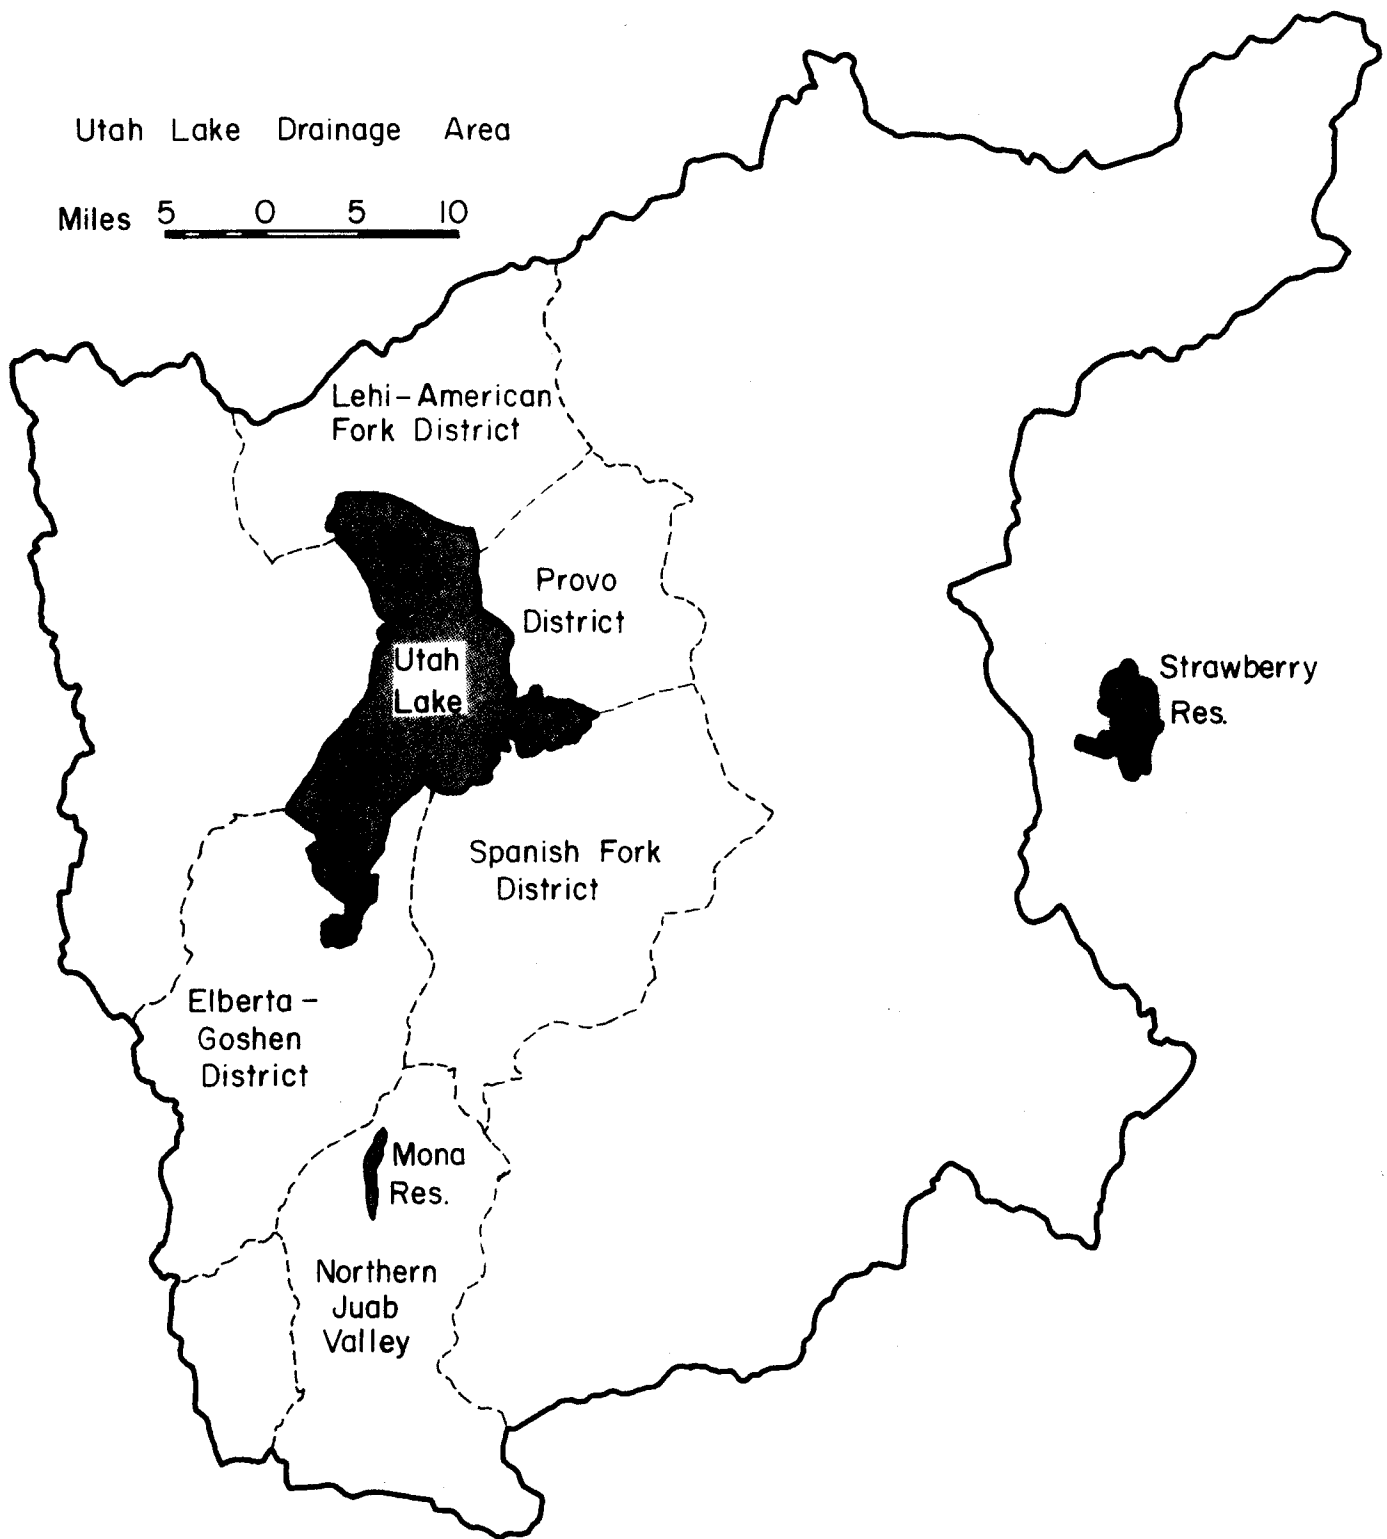 Utah Lake Drainage Area
Miles 5 0 5 10
Lehi-American
Fork District
Provo
District
Utah
Lake
Strawberry
Res.
Spanish Fork
District
Elberta-
Goshen
District
Mona
Res.
Northern
Juab
Valley